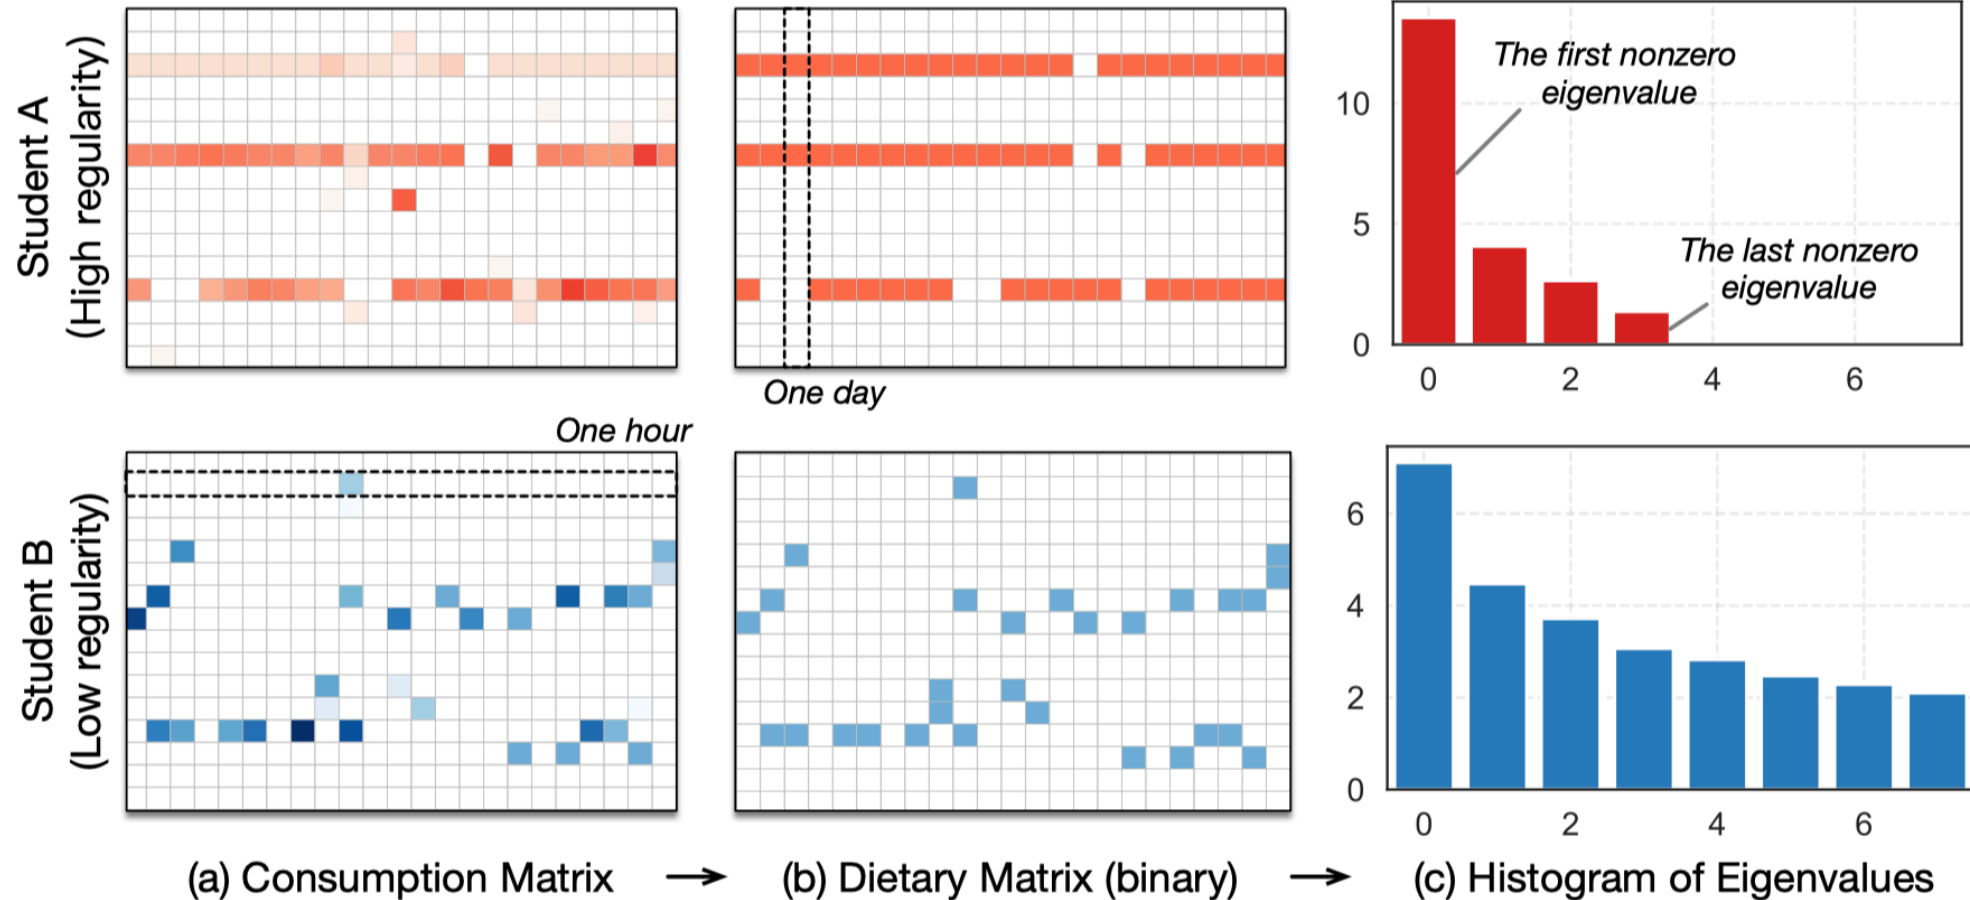 Student A
(High regularity)
One day
The first nonzero
eigenvalue
The last nonzero
eigenvalue
10
5
0
0 2 4 6
Student B
(Low regularity)
One hour
6
4
2
0
0 2 4 6
(a) Consumption Matrix → (b) Dietary Matrix (binary) → (c) Histogram of Eigenvalues